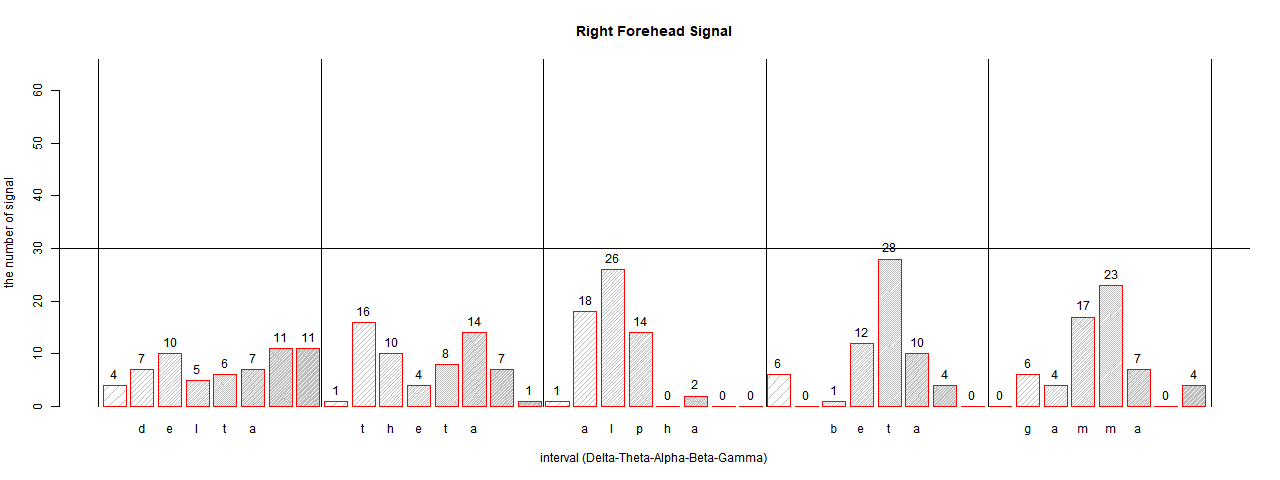 Right Forehead Signal
the number of signal
60
50
40
30
20
10
0
4 7 10 5 6 7 11 11 1 16 10 4 8 14 7 1 1 18 26 14 0 2 0 0 6 0 1 12 28 10 4 0 0 6 4 17 23 7 0 4
d e l t a t h e t a a l p h a b e t a g a m m a
interval (Delta-Theta-Alpha-Beta-Gamma)